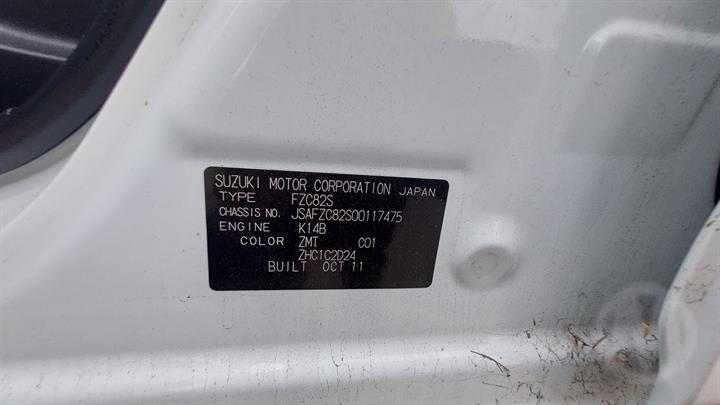 SUZUKI MOTOR CORPORATION JAPAN
TYPE FZC82S
CHASSIS NO. JSAFZC82S00117475
ENGINE K14B
COLOR ZMT C01
ZHC1C2D24
BUILT OCT 11